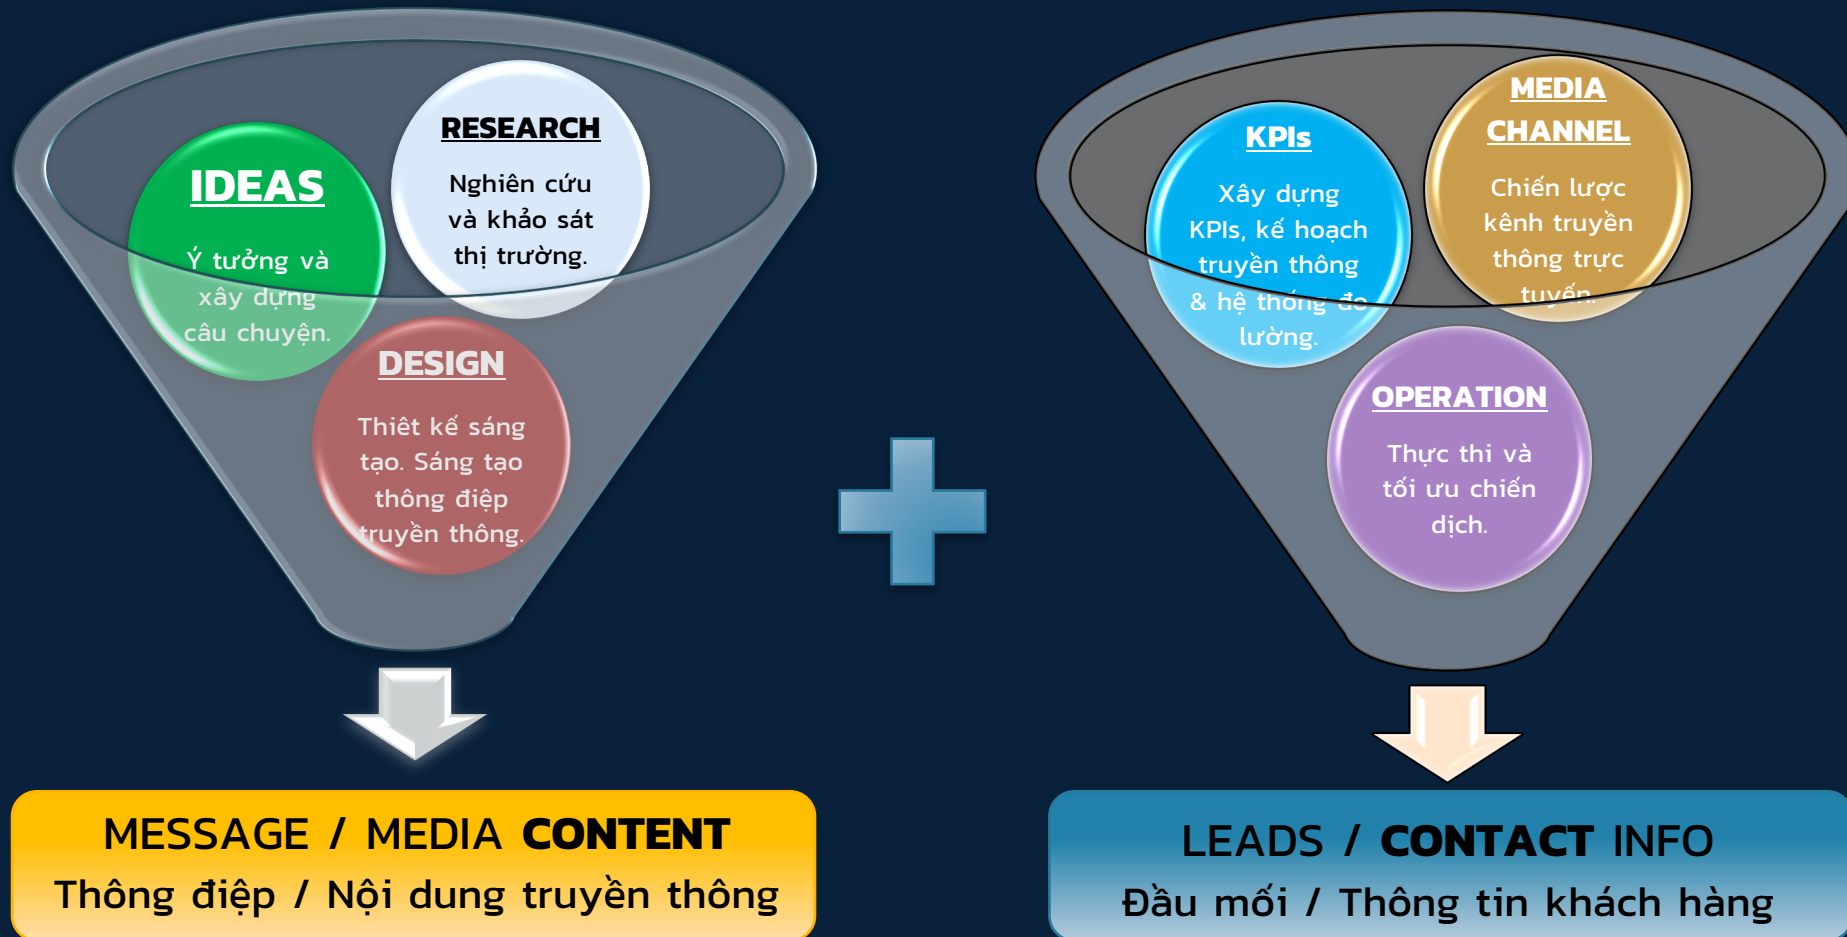 IDEAS
Ý tưởng và
xây dựng
câu chuyện.
RESEARCH
Nghiên cứu
và khảo sát
thị trường.
DESIGN
Thiêt kế sáng
tạo. Sáng tạo
thông điệp
truyền thông.
MESSAGE / MEDIA CONTENT
Thông điệp / Nội dung truyền thông
KPIs
Xây dựng
KPIs, kế hoạch
truyền thông
& hệ thống đo
lường.
MEDIA
CHANNEL
Chiến lược
kênh truyền
thông trực
tuyến.
OPERATION
Thực thi và
tối ưu chiến
dịch.
LEADS / CONTACT INFO
Đầu mối / Thông tin khách hàng